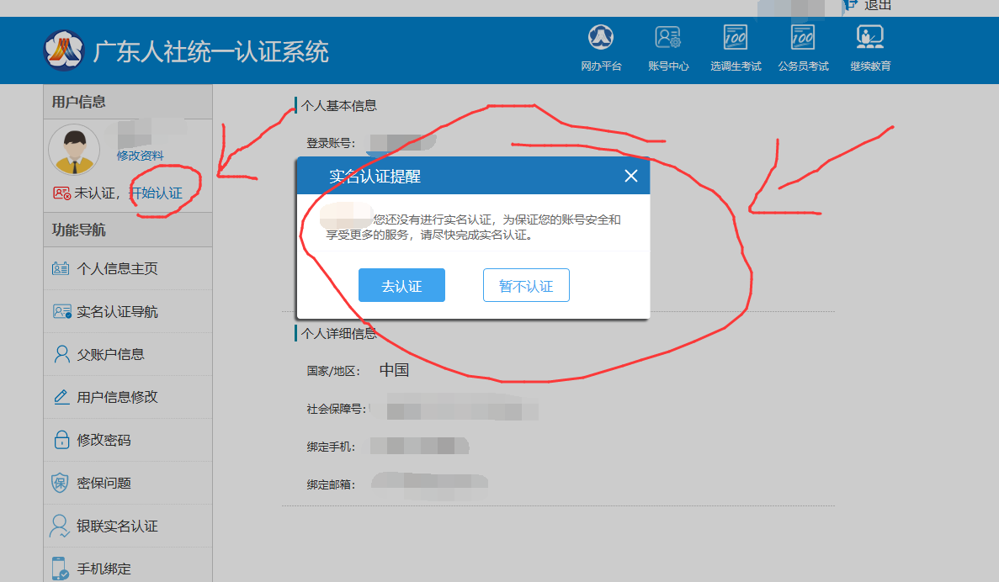 退出
广东人社统一认证系统
网办平台
账号中心
选调生考试
公务员考试
继续教育
用户信息
修改资料
未认证，开始认证
功能导航
个人信息主页
实名认证导航
父账户信息
用户信息修改
修改密码
保
密保问题
银联实名认证
手机绑定
个人基本信息
登录账号：
实名认证提醒
您还没有进行实名认证，为保证您的账号安全和
享受更多的服务，请尽快完成实名认证。
去认证
暂不认证
个人详细信息
国家/地区： 中国
社会保障号：
绑定手机：
绑定邮箱：
100
100